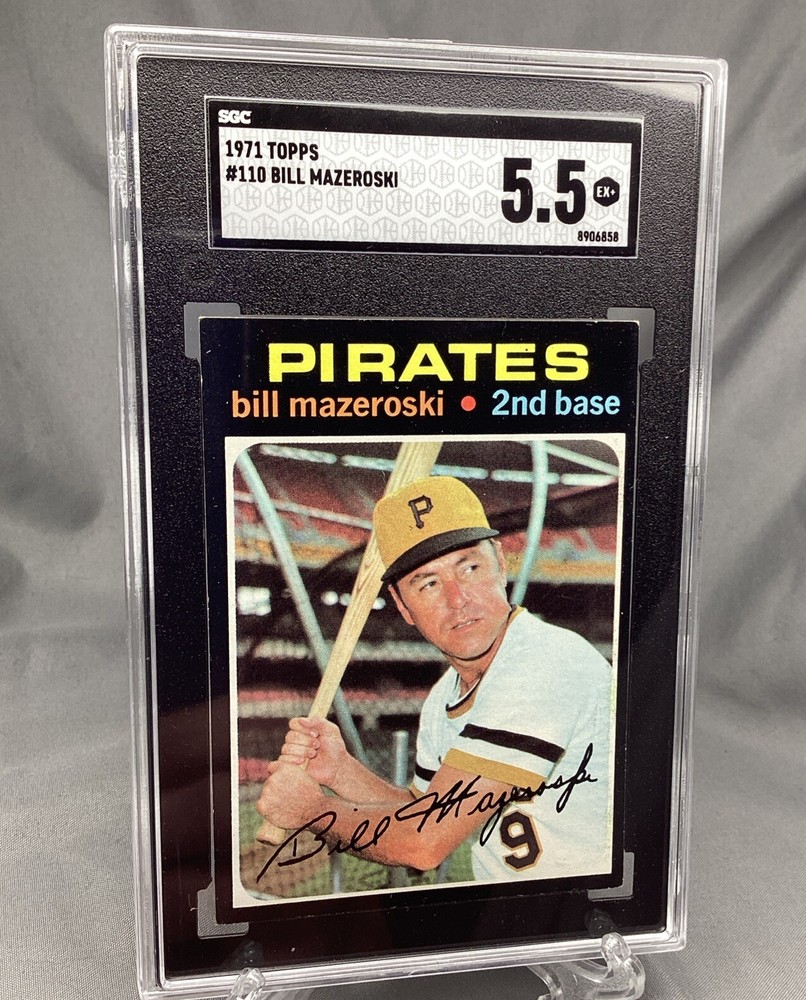 SGC
1971 TOPPS
#110 BILL MAZEROSKI
5.5 EX+
8906858
PIRATES
bill mazeroski • 2nd base
P
Bill Mazeroski
9